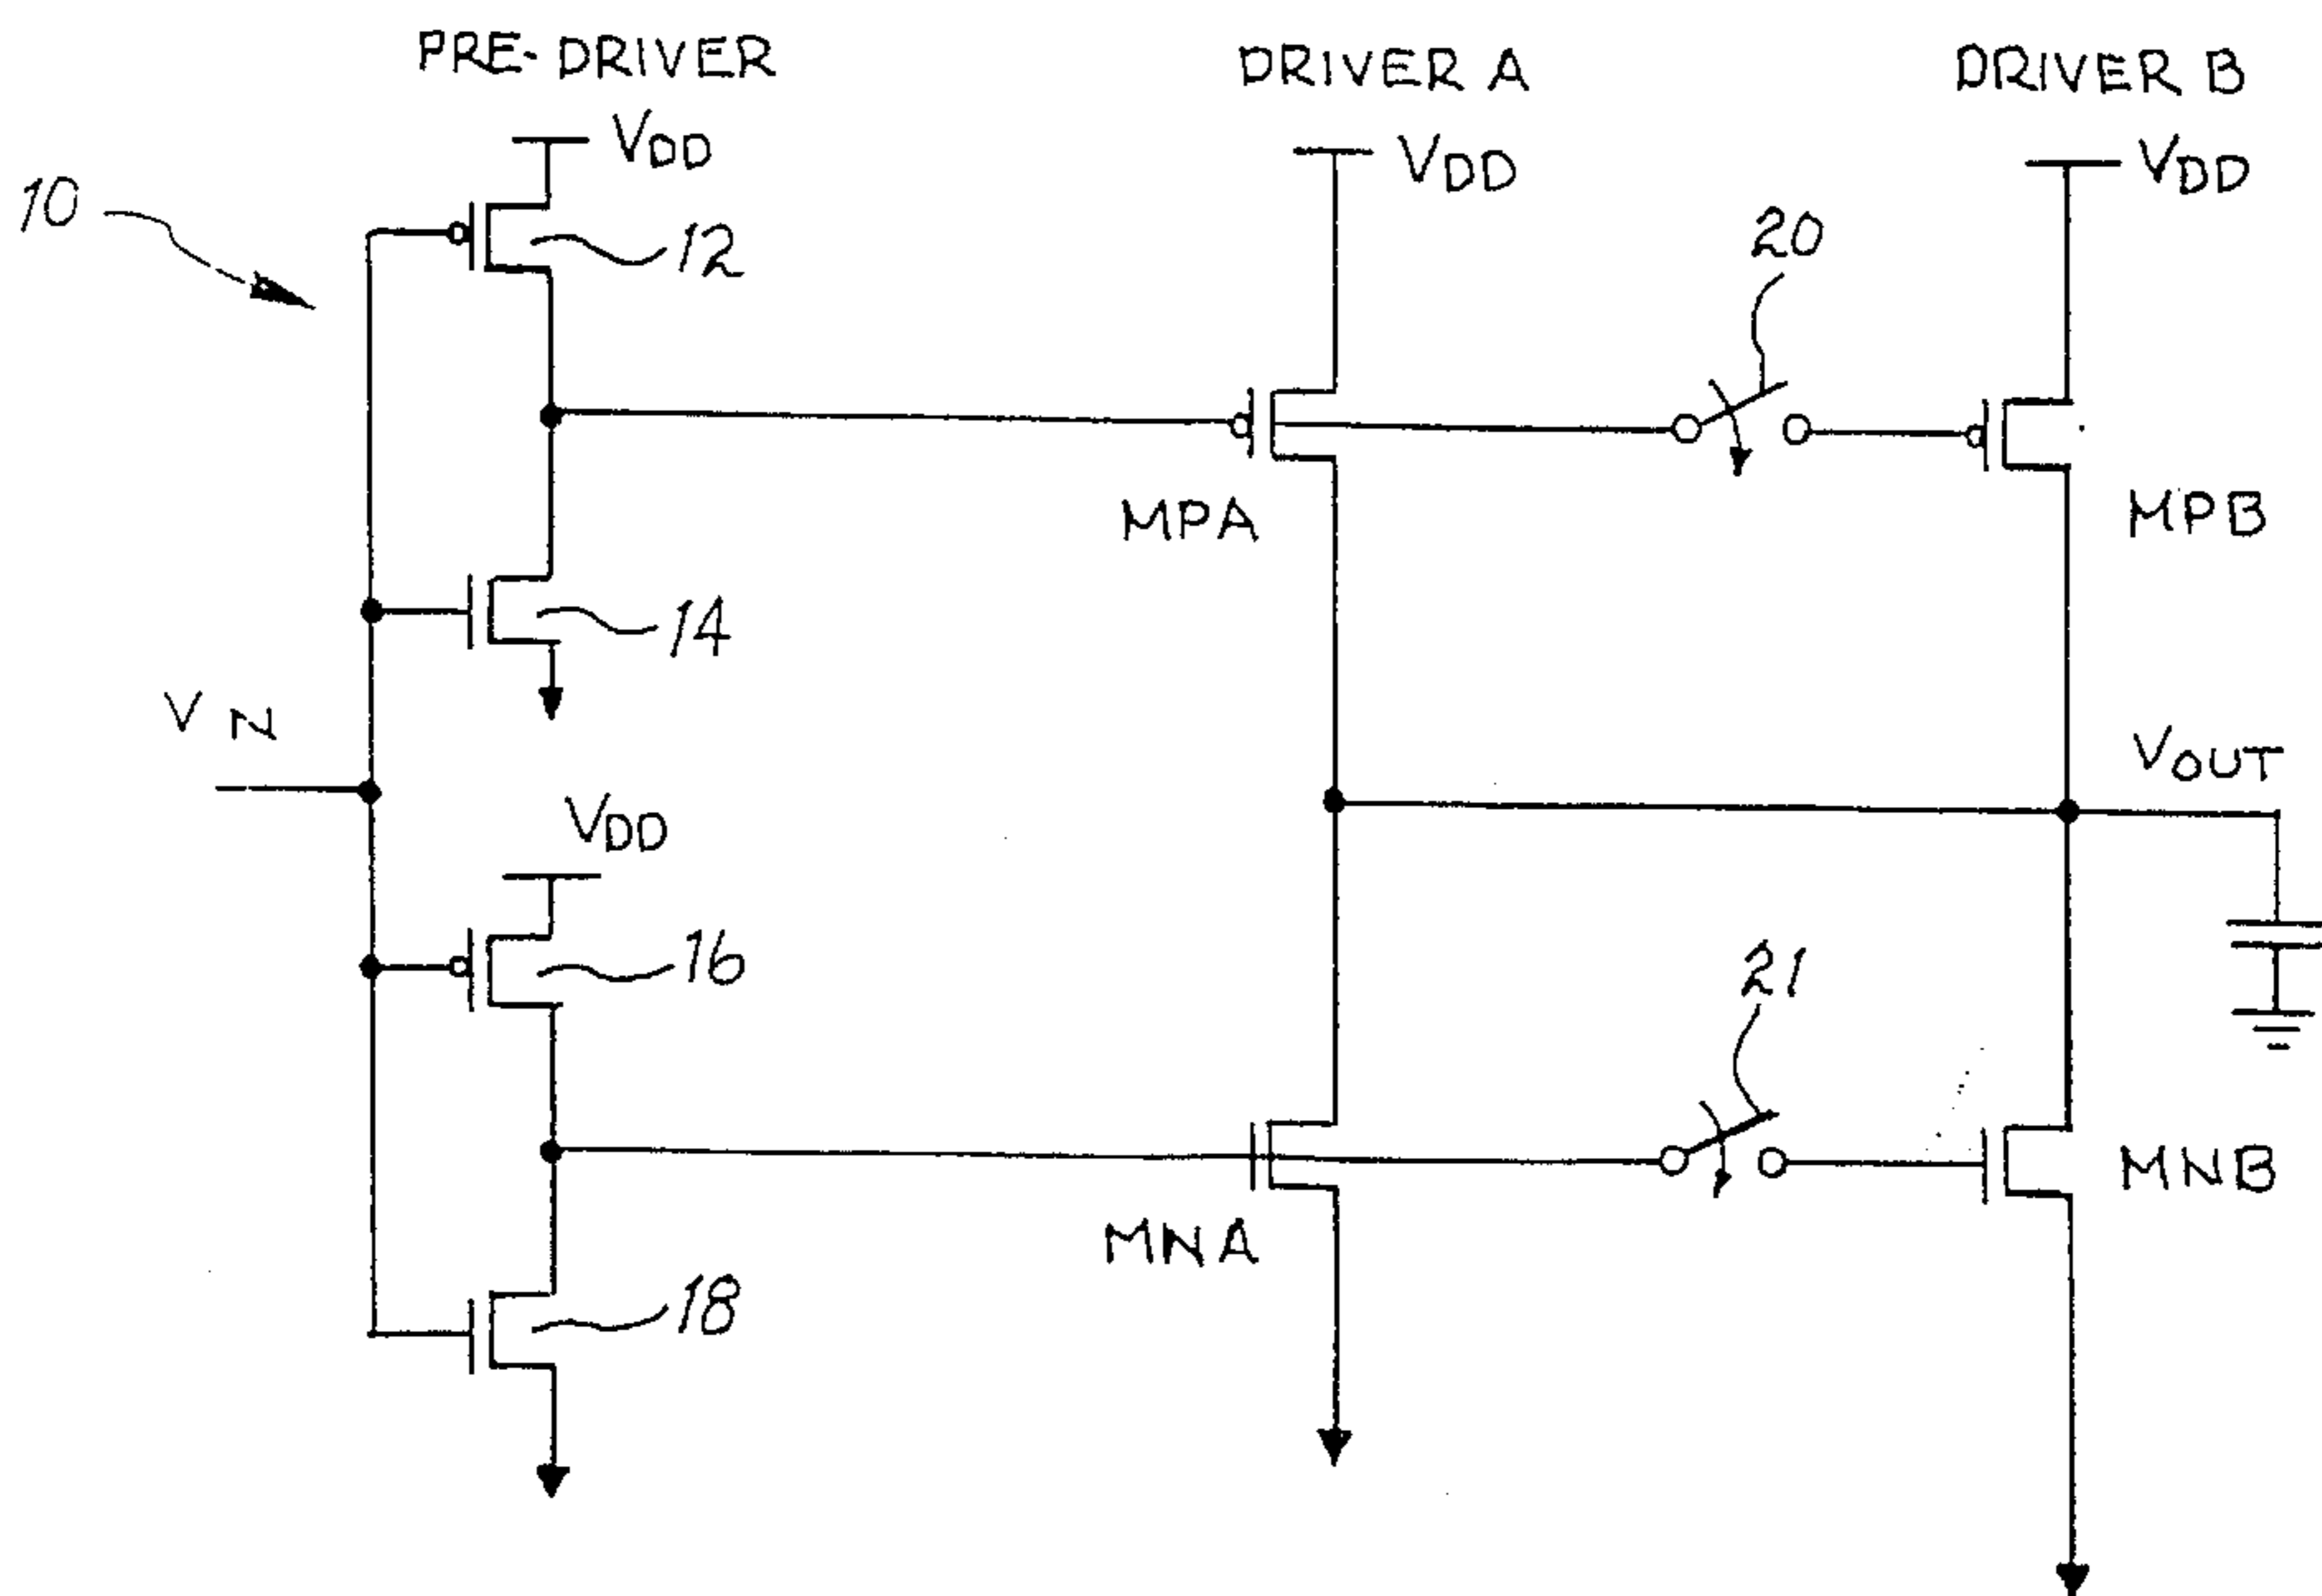 PRE-DRIVER
DRIVER A
DRIVER B
VDD
VDD
VDD
10
12
20
MPA
MPB
14
V N
VOUT
VDD
16
21
MNA
MNB
18